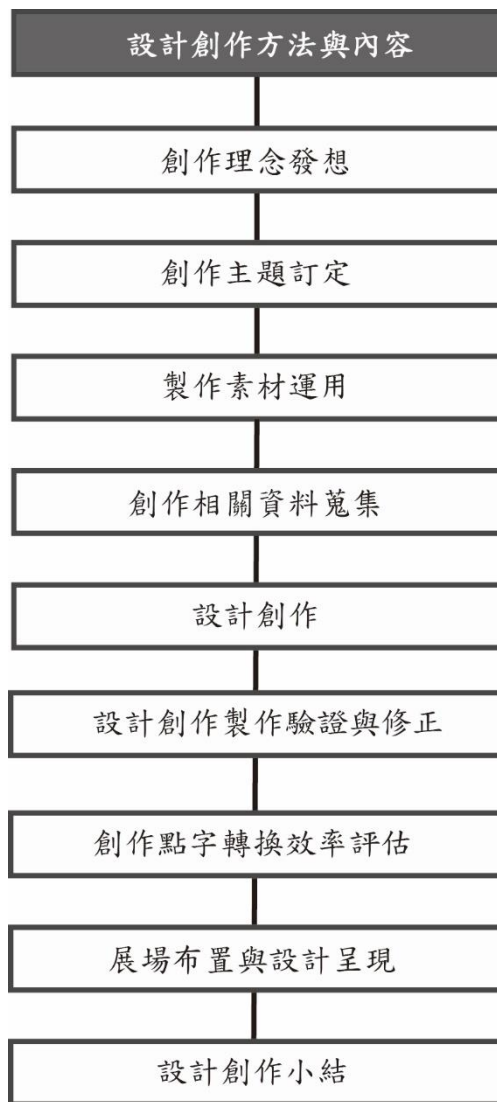 設計創作方法與內容
創作理念發想
創作主題訂定
製作素材運用
創作相關資料蒐集
設計創作
設計創作製作驗證與修正
創作點字轉換效率評估
展場布置與設計呈現
設計創作小結